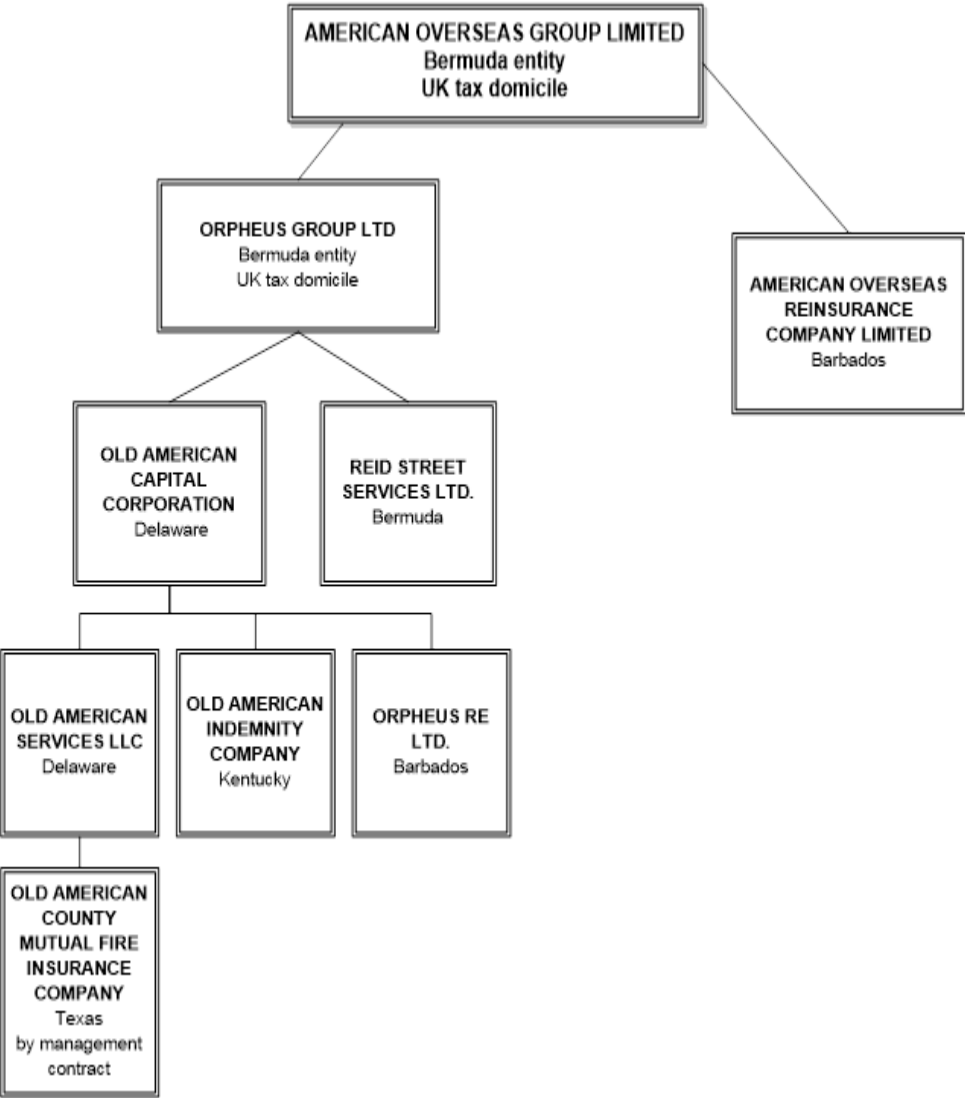 AMERICAN OVERSEAS GROUP LIMITED
Bermuda entity
UK tax domicile
ORPHEUS GROUP LTD
Bermuda entity
UK tax domicile
AMERICAN OVERSEAS
REINSURANCE
COMPANY LIMITED
Barbados
OLD AMERICAN
CAPITAL
CORPORATION
Delaware
REID STREET
SERVICES LTD.
Bermuda
OLD AMERICAN
SERVICES LLC
Delaware
OLD AMERICAN
INDEMNITY
COMPANY
Kentucky
ORPHEUS RE
LTD.
Barbados
OLD AMERICAN
COUNTY
MUTUAL FIRE
INSURANCE
COMPANY
Texas
by management
contract